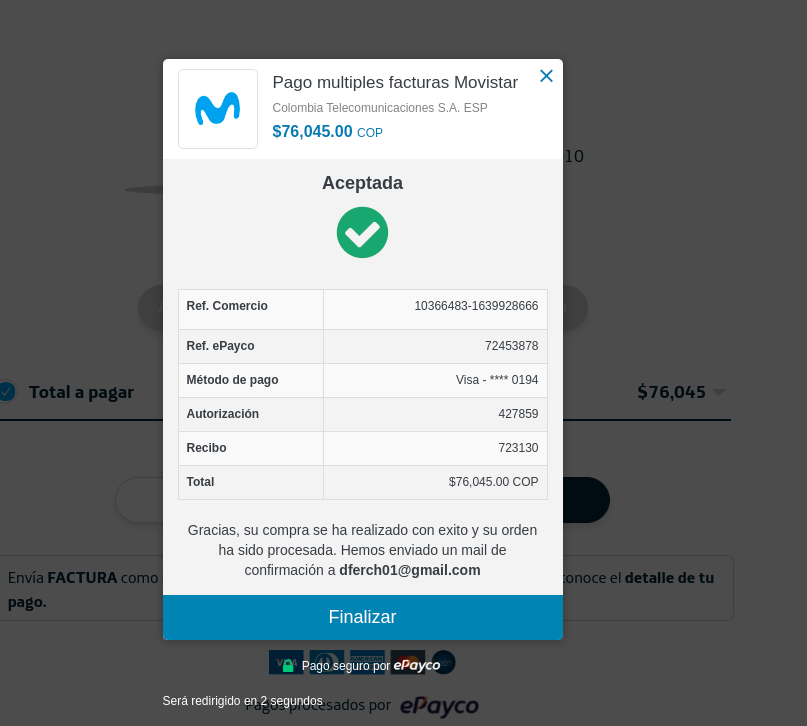 Pago multiples facturas Movistar
Colombia Telecomunicaciones S.A. ESP
$76,045.00 COP
10
Aceptada
Ref. Comercio 10366483-1639928666
Ref. ePayco 72453878
Método de pago Visa - **** 0194
Autorización 427859
Recibo 723130
Total $76,045.00 COP
Total a pagar $76,045
Gracias, su compra se ha realizado con exito y su orden
ha sido procesada. Hemos enviado un mail de
confirmación a dferch01@gmail.com
Envía FACTURA como
conoce el detalle de tu
pago.
Finalizar
VISA
AMERICAN
Pago seguro por ePayco
Será redirigido en 2 segundos
Pagos procesados por ePayco